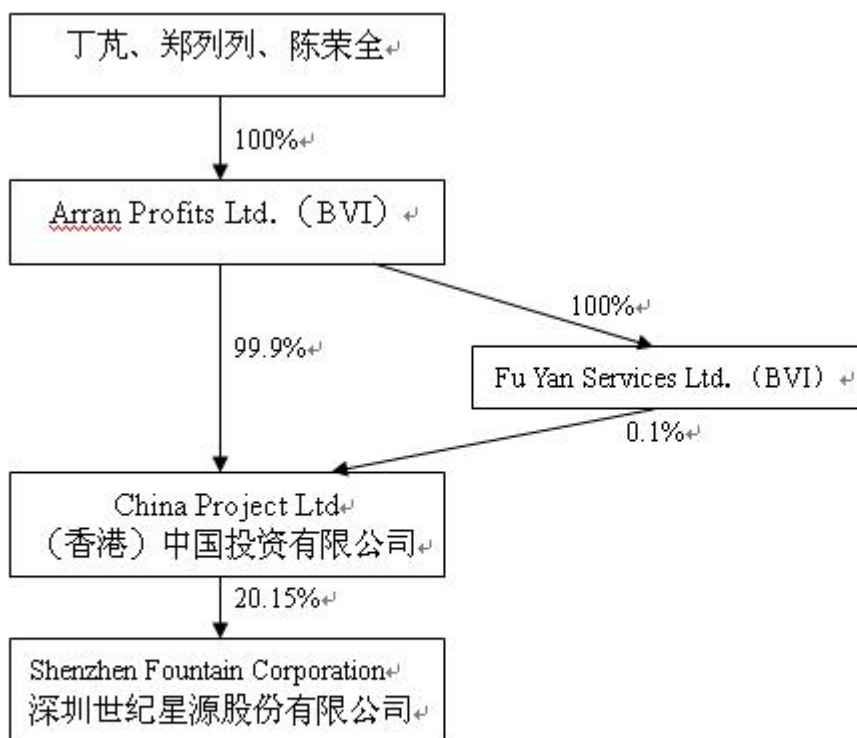 丁芃、郑列列、陈荣全
100%
Arran Profits Ltd.（BVI）
100%
99.9%
Fu Yan Services Ltd.（BVI）
0.1%
China Project Ltd
（香港）中国投资有限公司
20.15%
Shenzhen Fountain Corporation
深圳世纪星源股份有限公司